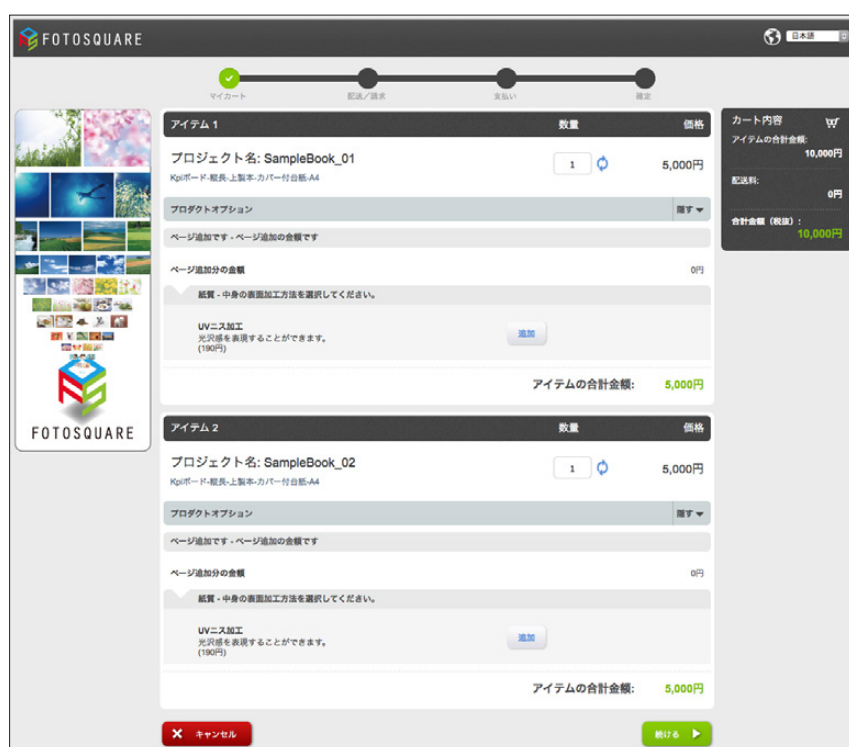 FOTOSQUARE
日本語
マイカート
配送／請求
支払い
確定
アイテム 1 数量 価格
プロジェクト名: SampleBook_01 1 5,000円
Kpiボード-縦長-上製本-カバー付台紙-A4
プロダクトオプション 隠す
ページ追加です - ページ追加の金額です
ページ追加分の金額 0円
紙質 - 中身の表面加工方法を選択してください。
UVニス加工
光沢感を表現することができます。
(190円)
追加
アイテムの合計金額: 5,000円
アイテム 2 数量 価格
プロジェクト名: SampleBook_02 1 5,000円
Kpiボード-縦長-上製本-カバー付台紙-A4
プロダクトオプション 隠す
ページ追加です - ページ追加の金額です
ページ追加分の金額 0円
紙質 - 中身の表面加工方法を選択してください。
UVニス加工
光沢感を表現することができます。
(190円)
追加
アイテムの合計金額: 5,000円
キャンセル
続ける
カート内容
アイテムの合計金額:
10,000円
配送料:
0円
合計金額（税抜）:
10,000円
FOTOSQUARE